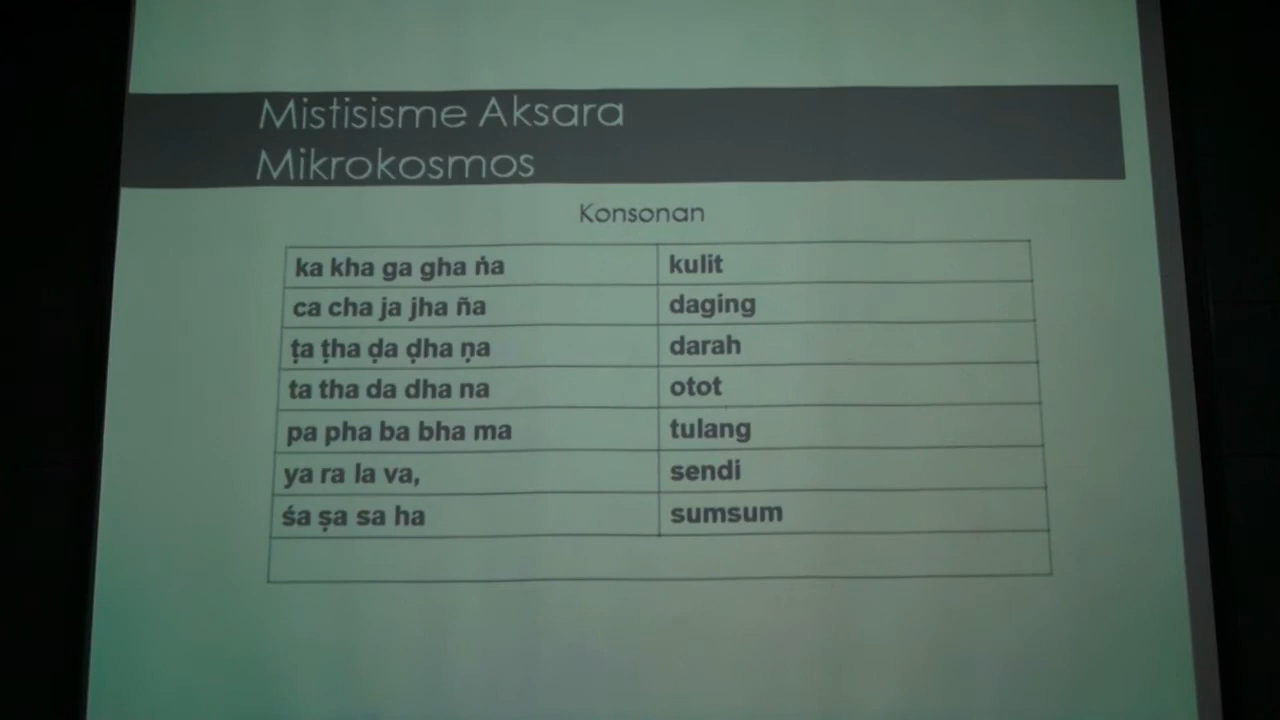 Mistisisme Aksara
Mikrokosmos
Konsonan
ka kha ga gha ṅa kulit
ca cha ja jha ña daging
ṭa ṭha ḍa ḍha ṇa darah
ta tha da dha na otot
pa pha ba bha ma tulang
ya ra la va, sendi
śa ṣa sa ha sumsum